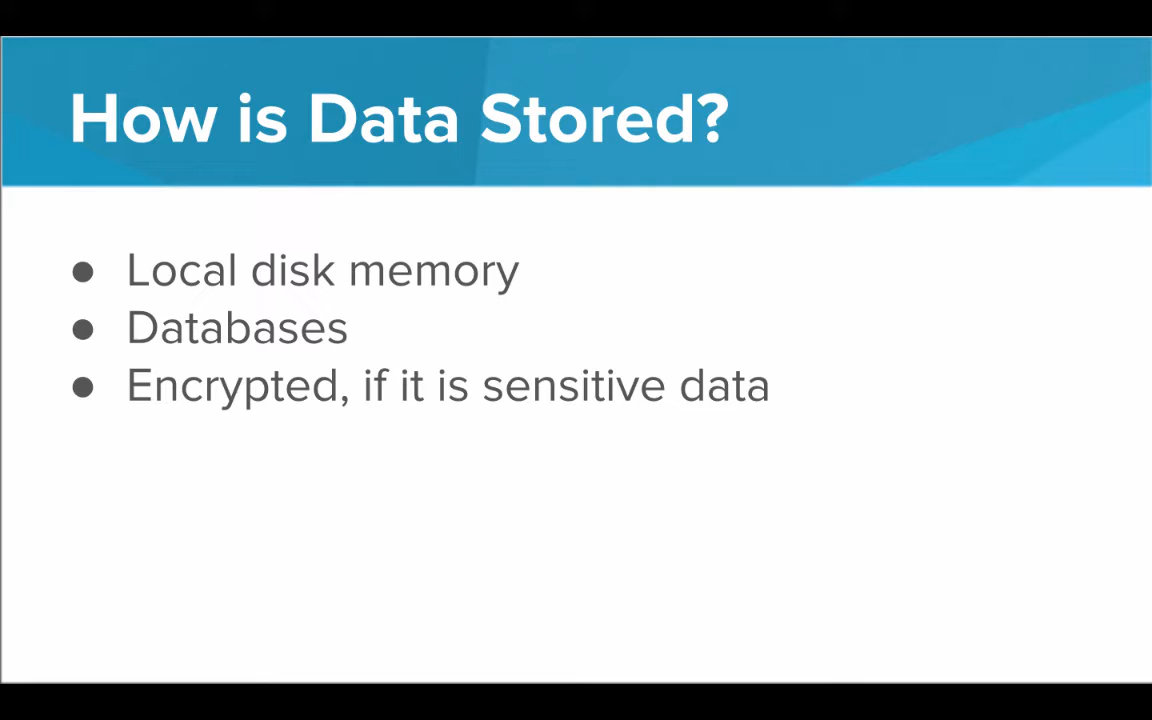 How is Data Stored?
● Local disk memory
● Databases
● Encrypted, if it is sensitive data